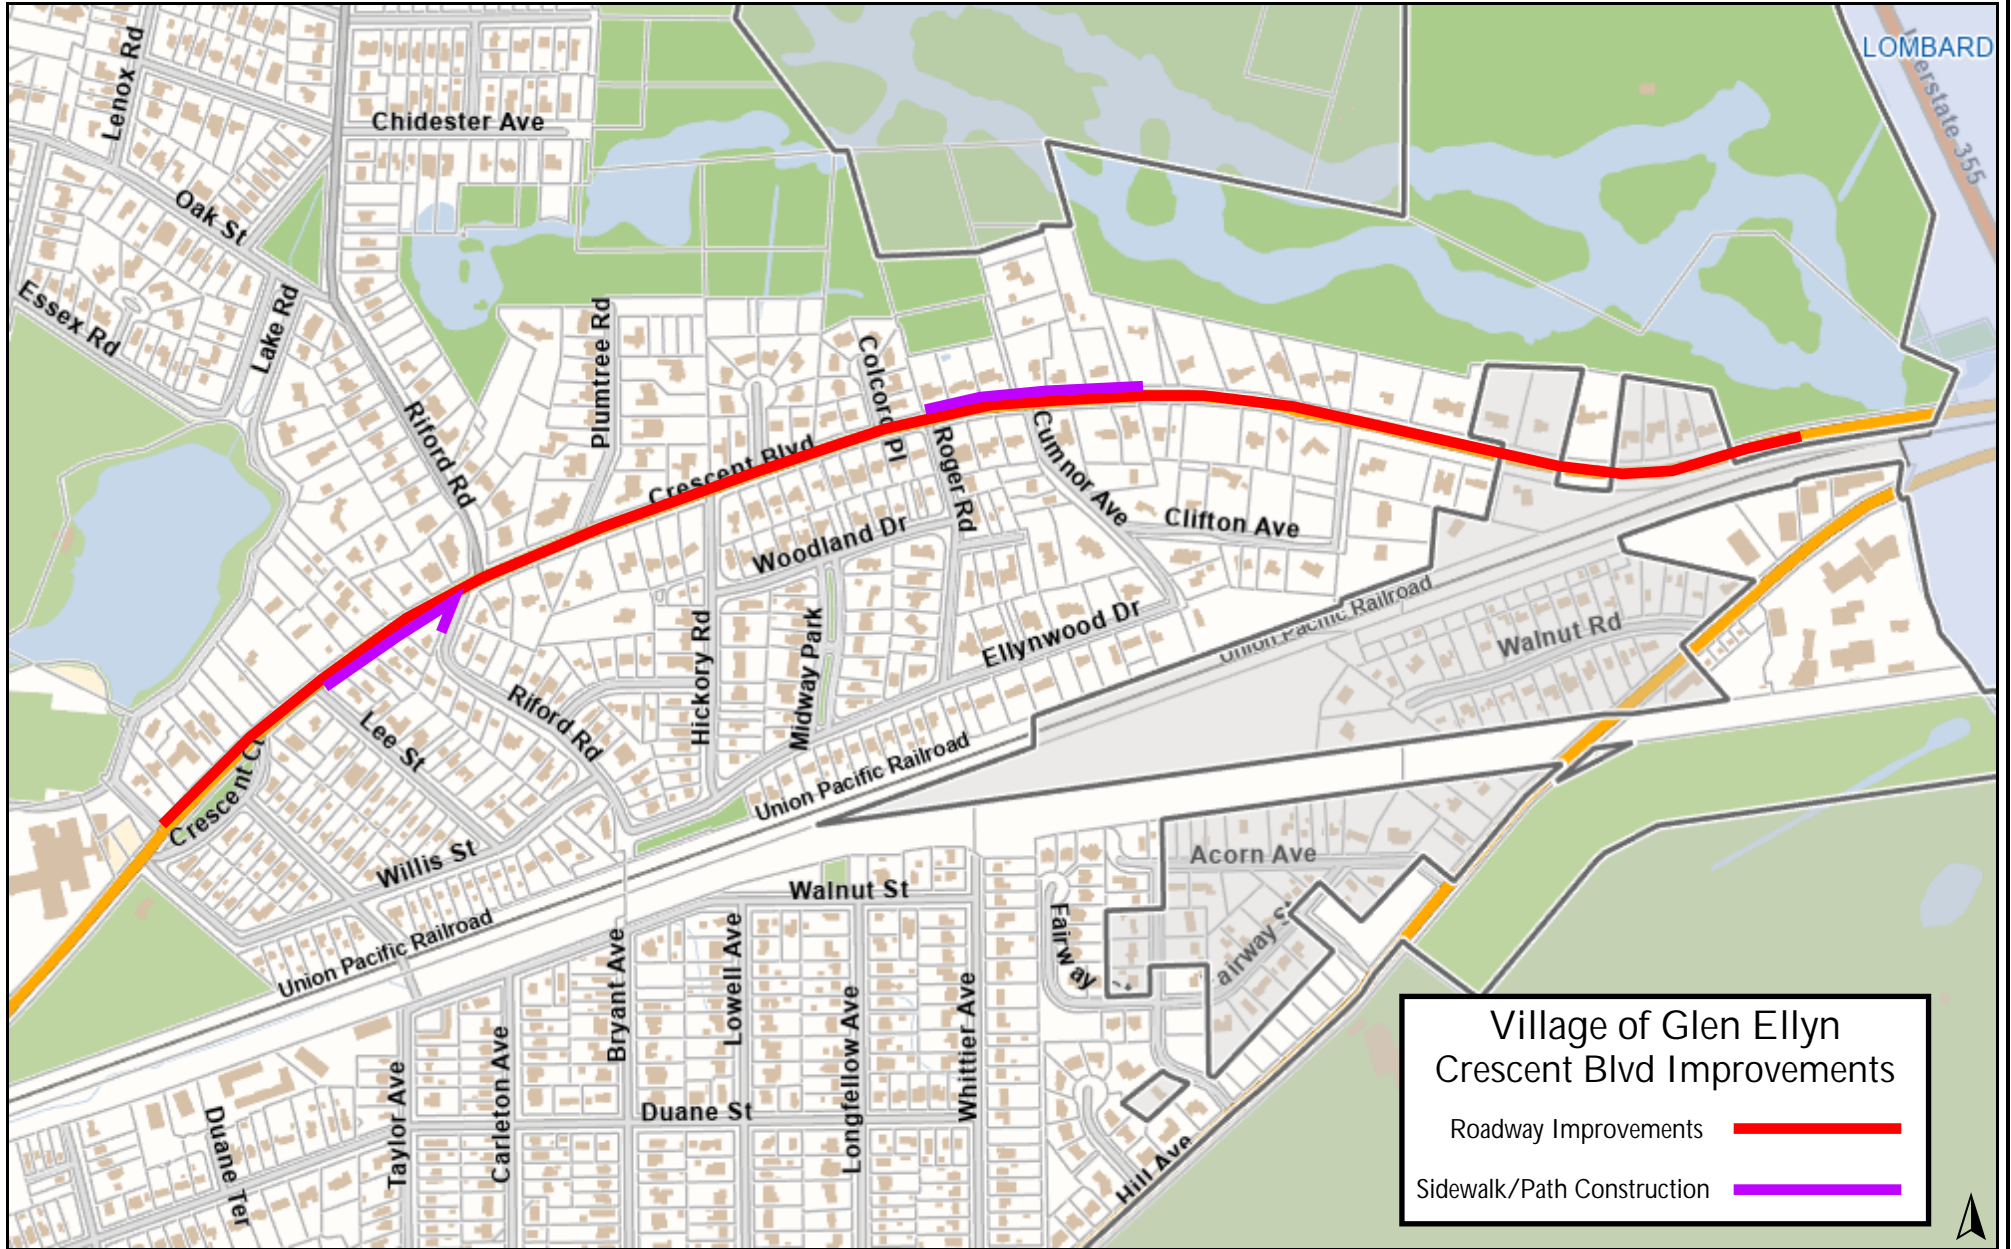 LOMBARD
Interstate 355
Lenox Rd
Chidester Ave
Oak St
Essex Rd
Lake Rd
Riford Rd
Plumtree Rd
Colcord Pl
Crescent Blvd
Roger Rd
Cumnor Ave
Clifton Ave
Woodland Dr
Hickory Rd
Midway Park
Ellynwood Dr
Union Pacific Railroad
Walnut Rd
Riford Rd
Lee St
Crescent Ct
Union Pacific Railroad
Willis St
Union Pacific Railroad
Walnut St
Acorn Ave
Fairway
Fairway St
Bryant Ave
Lowell Ave
Longfellow Ave
Whittier Ave
Taylor Ave
Carleton Ave
Duane St
Duane Ter
Hill Ave
Village of Glen Ellyn
Crescent Blvd Improvements
Roadway Improvements
Sidewalk/Path Construction